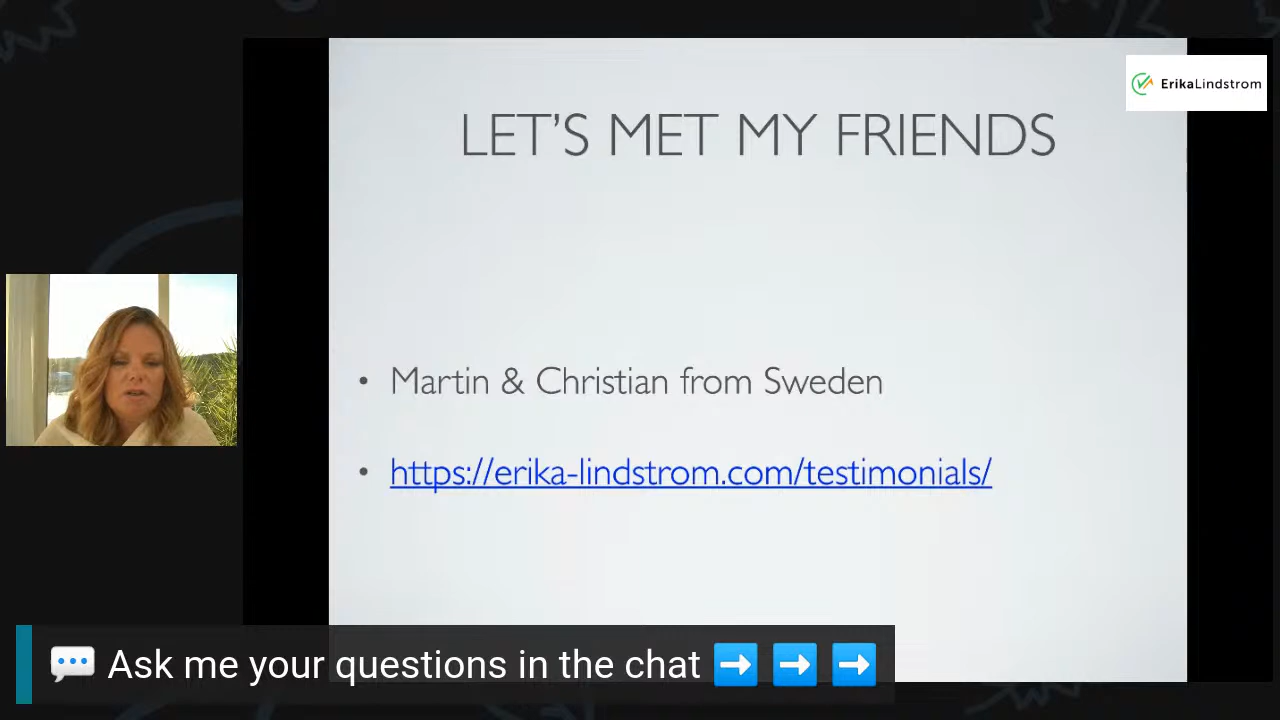 LET'S MET MY FRIENDS
ErikaLindstrom
• Martin & Christian from Sweden
• https://erika-lindstrom.com/testimonials/
💬 Ask me your questions in the chat ➡️ ➡️ ➡️